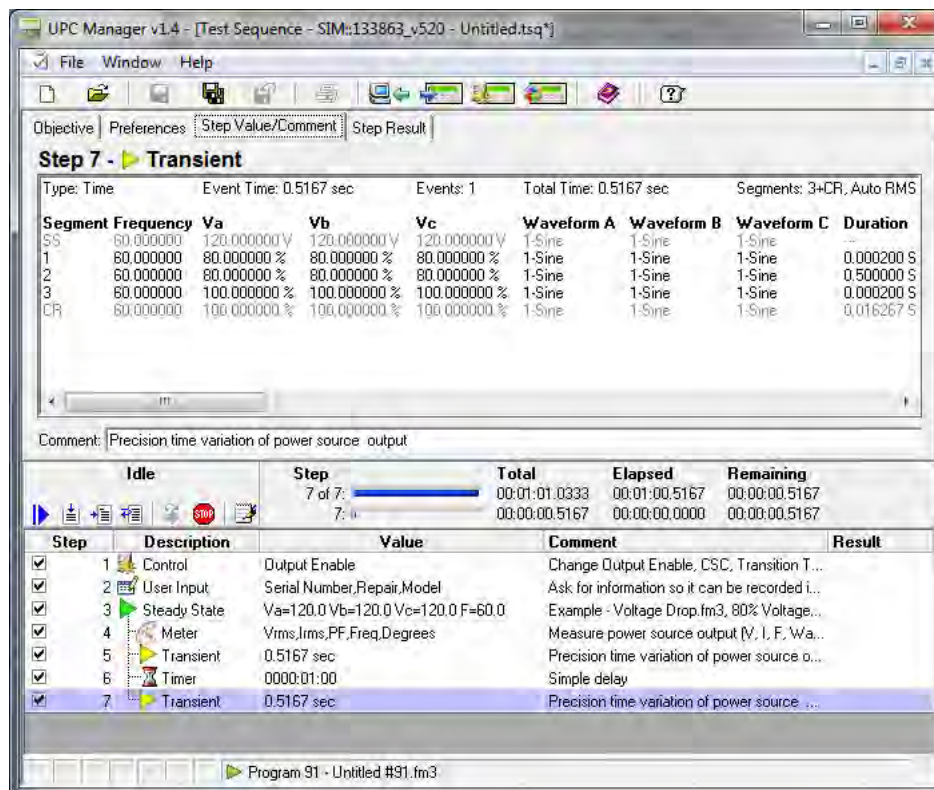 UPC Manager v1.4 - [Test Sequence - SIM::133863_v520 - Untitled.tsq*]
File Window Help
Objective Preferences Step Value/Comment Step Result
Step 7 - Transient
Type: Time Event Time: 0.5167 sec Events: 1 Total Time: 0.5167 sec Segments: 3+CR, Auto RMS
Segment Frequency Va Vb Vc Waveform A Waveform B Waveform C Duration
SS 60.000000 120.000000 V 120.000000 V 120.000000 V 1-Sine 1-Sine 1-Sine ...
1 60.000000 80.000000 % 80.000000 % 80.000000 % 1-Sine 1-Sine 1-Sine 0.000200 S
2 60.000000 80.000000 % 80.000000 % 80.000000 % 1-Sine 1-Sine 1-Sine 0.500000 S
3 60.000000 100.000000 % 100.000000 % 100.000000 % 1-Sine 1-Sine 1-Sine 0.000200 S
CR 60.000000 100.000000 % 100.000000 % 100.000000 % 1-Sine 1-Sine 1-Sine 0.016267 S
Comment: Precision time variation of power source output
Idle Step Total Elapsed Remaining
7 of 7: 00:01:01.0333 00:01:00.5167 00:00:00.5167
STOP 7: 00:00:00.5167 00:00:00.0000 00:00:00.5167
Step Description Value Comment Result
1 Control Output Enable Change Output Enable, CSC, Transition T...
2 User Input Serial Number,Repair,Model Ask for information so it can be recorded i...
3 Steady State Va=120.0 Vb=120.0 Vc=120.0 F=60.0 Example - Voltage Drop.fm3, 80% Voltage...
4 Meter Vrms,Irms,PF,Freq,Degrees Measure power source output (V, I, F, Wa...
5 Transient 0.5167 sec Precision time variation of power source o...
6 Timer 0000:01:00 Simple delay
7 Transient 0.5167 sec Precision time variation of power source ...
Program 91 - Untitled #91.fm3